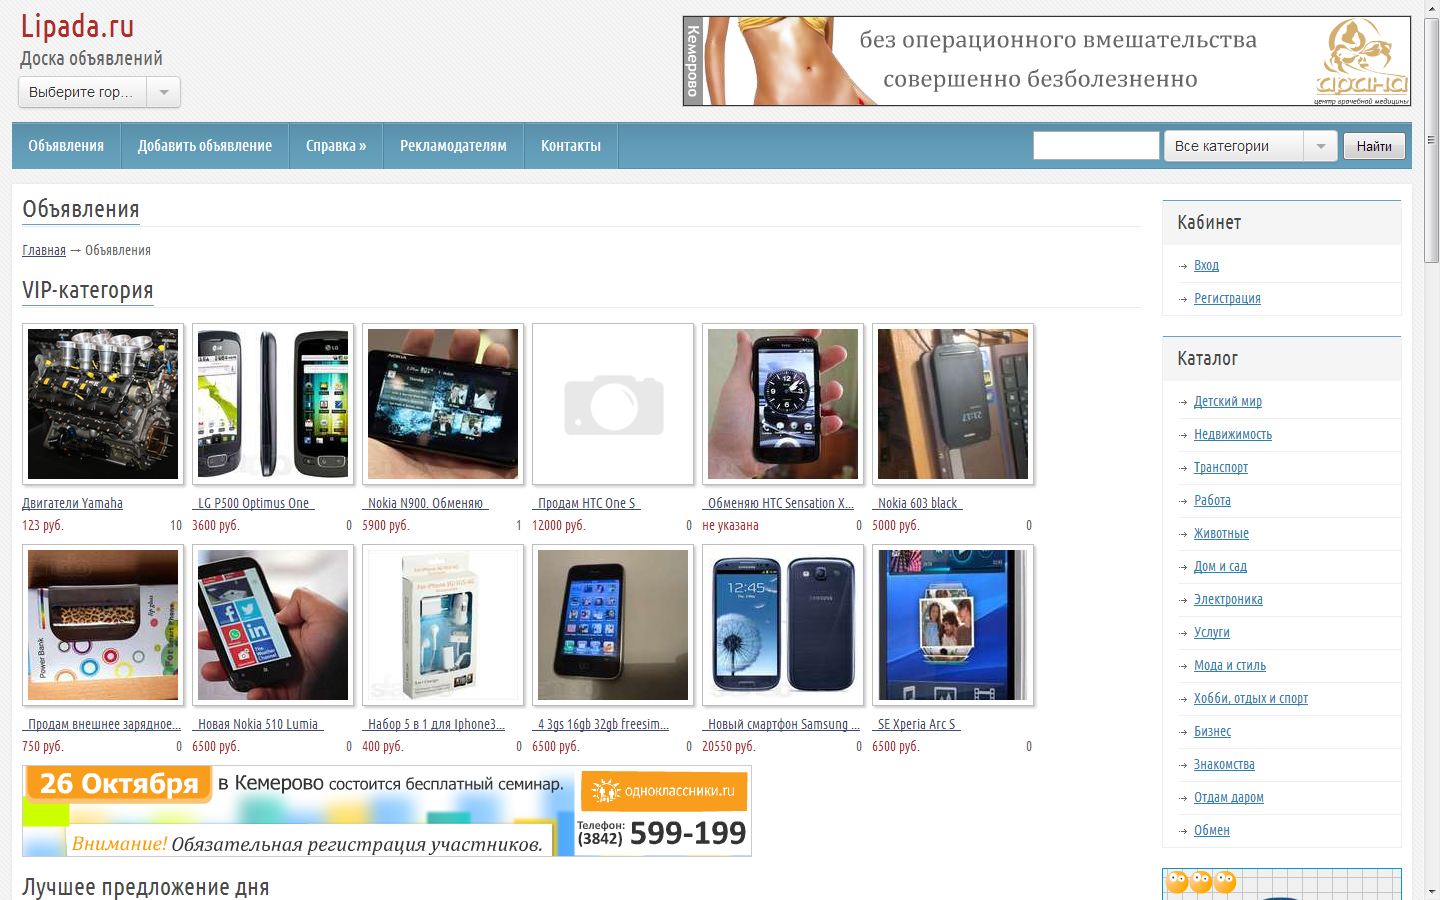 Lipada.ru
Доска объявлений
Выберите гор...
Кемерово
без операционного вмешательства
совершенно безболезненно
арана
центр врачебной медицины
Объявления
Добавить объявление
Справка »
Рекламодателям
Контакты
Все категории
Найти
Объявления
Главная → Объявления
VIP-категория
Двигатели Yamaha
123 руб. 10
LG P500 Optimus One
3600 руб. 0
Nokia N900. Обменяю
5900 руб. 1
Продам HTC One S
12000 руб. 0
Обменяю HTC Sensation X...
не указана 0
Nokia 603 black
5000 руб. 0
Power Bank
Продам внешнее зарядное...
750 руб. 0
Новая Nokia 510 Lumia
6500 руб. 0
Набор 5 в 1 для Iphone3...
400 руб. 0
4 3gs 16gb 32gb freesim...
6500 руб. 0
12:45
SAMSUNG
Новый смартфон Samsung ...
20550 руб. 0
SE Xperia Arc S
6500 руб. 0
26 Октября в Кемерово состоится бесплатный семинар.
Внимание! Обязательная регистрация участников.
одноклассники.ru
Телефон:
(3842) 599-199
Лучшее предложение дня
Кабинет
Вход
Регистрация
Каталог
Детский мир
Недвижимость
Транспорт
Работа
Животные
Дом и сад
Электроника
Услуги
Мода и стиль
Хобби, отдых и спорт
Бизнес
Знакомства
Отдам даром
Обмен